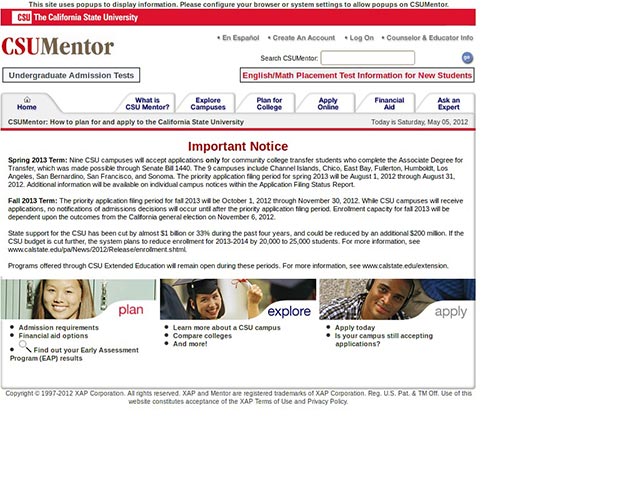 This site uses popups to display information. Please configure your browser or system settings to allow popups on CSUMentor.
CSU The California State University
CSUMentor
En Español • Create An Account • Log On • Counselor & Educator Info
Search CSUMentor: go
Undergraduate Admission Tests
English/Math Placement Test Information for New Students
Home
What is CSU Mentor?
Explore Campuses
Plan for College
Apply Online
Financial Aid
Ask an Expert
CSUMentor: How to plan for and apply to the California State University
Today is Saturday, May 05, 2012
Important Notice
Spring 2013 Term: Nine CSU campuses will accept applications only for community college transfer students who complete the Associate Degree for
Transfer, which was made possible through Senate Bill 1440. The 9 campuses include Channel Islands, Chico, East Bay, Fullerton, Humboldt, Los
Angeles, San Bernardino, San Francisco, and Sonoma. The priority application filing period for spring 2013 will be August 1, 2012 through August 31,
2012. Additional information will be available on individual campus notices within the Application Filing Status Report.
Fall 2013 Term: The priority application filing period for fall 2013 will be October 1, 2012 through November 30, 2012. While CSU campuses will receive
applications, no notifications of admissions decisions will occur until after the priority application filing period. Enrollment capacity for fall 2013 will be
dependent upon the outcomes from the California general election on November 6, 2012.
State support for the CSU has been cut by almost $1 billion or 33% during the past four years, and could be reduced by an additional $200 million. If the
CSU budget is cut further, the system plans to reduce enrollment for 2013-2014 by 20,000 to 25,000 students. For more information, see
www.calstate.edu/pa/News/2012/Release/enrollment.shtml.
Programs offered through CSU Extended Education will remain open during these periods. For more information, see www.calstate.edu/extension.
plan
explore
apply
Admission requirements
Financial aid options
Find out your Early Assessment
Program (EAP) results
Learn more about a CSU campus
Compare colleges
And more!
Apply today
Is your campus still accepting
applications?
Copyright © 1997-2012 XAP Corporation. All rights reserved. XAP and Mentor are registered trademarks of XAP Corporation. Reg. U.S. Pat. & TM Off. Use of this
website constitutes acceptance of the XAP Terms of Use and Privacy Policy.